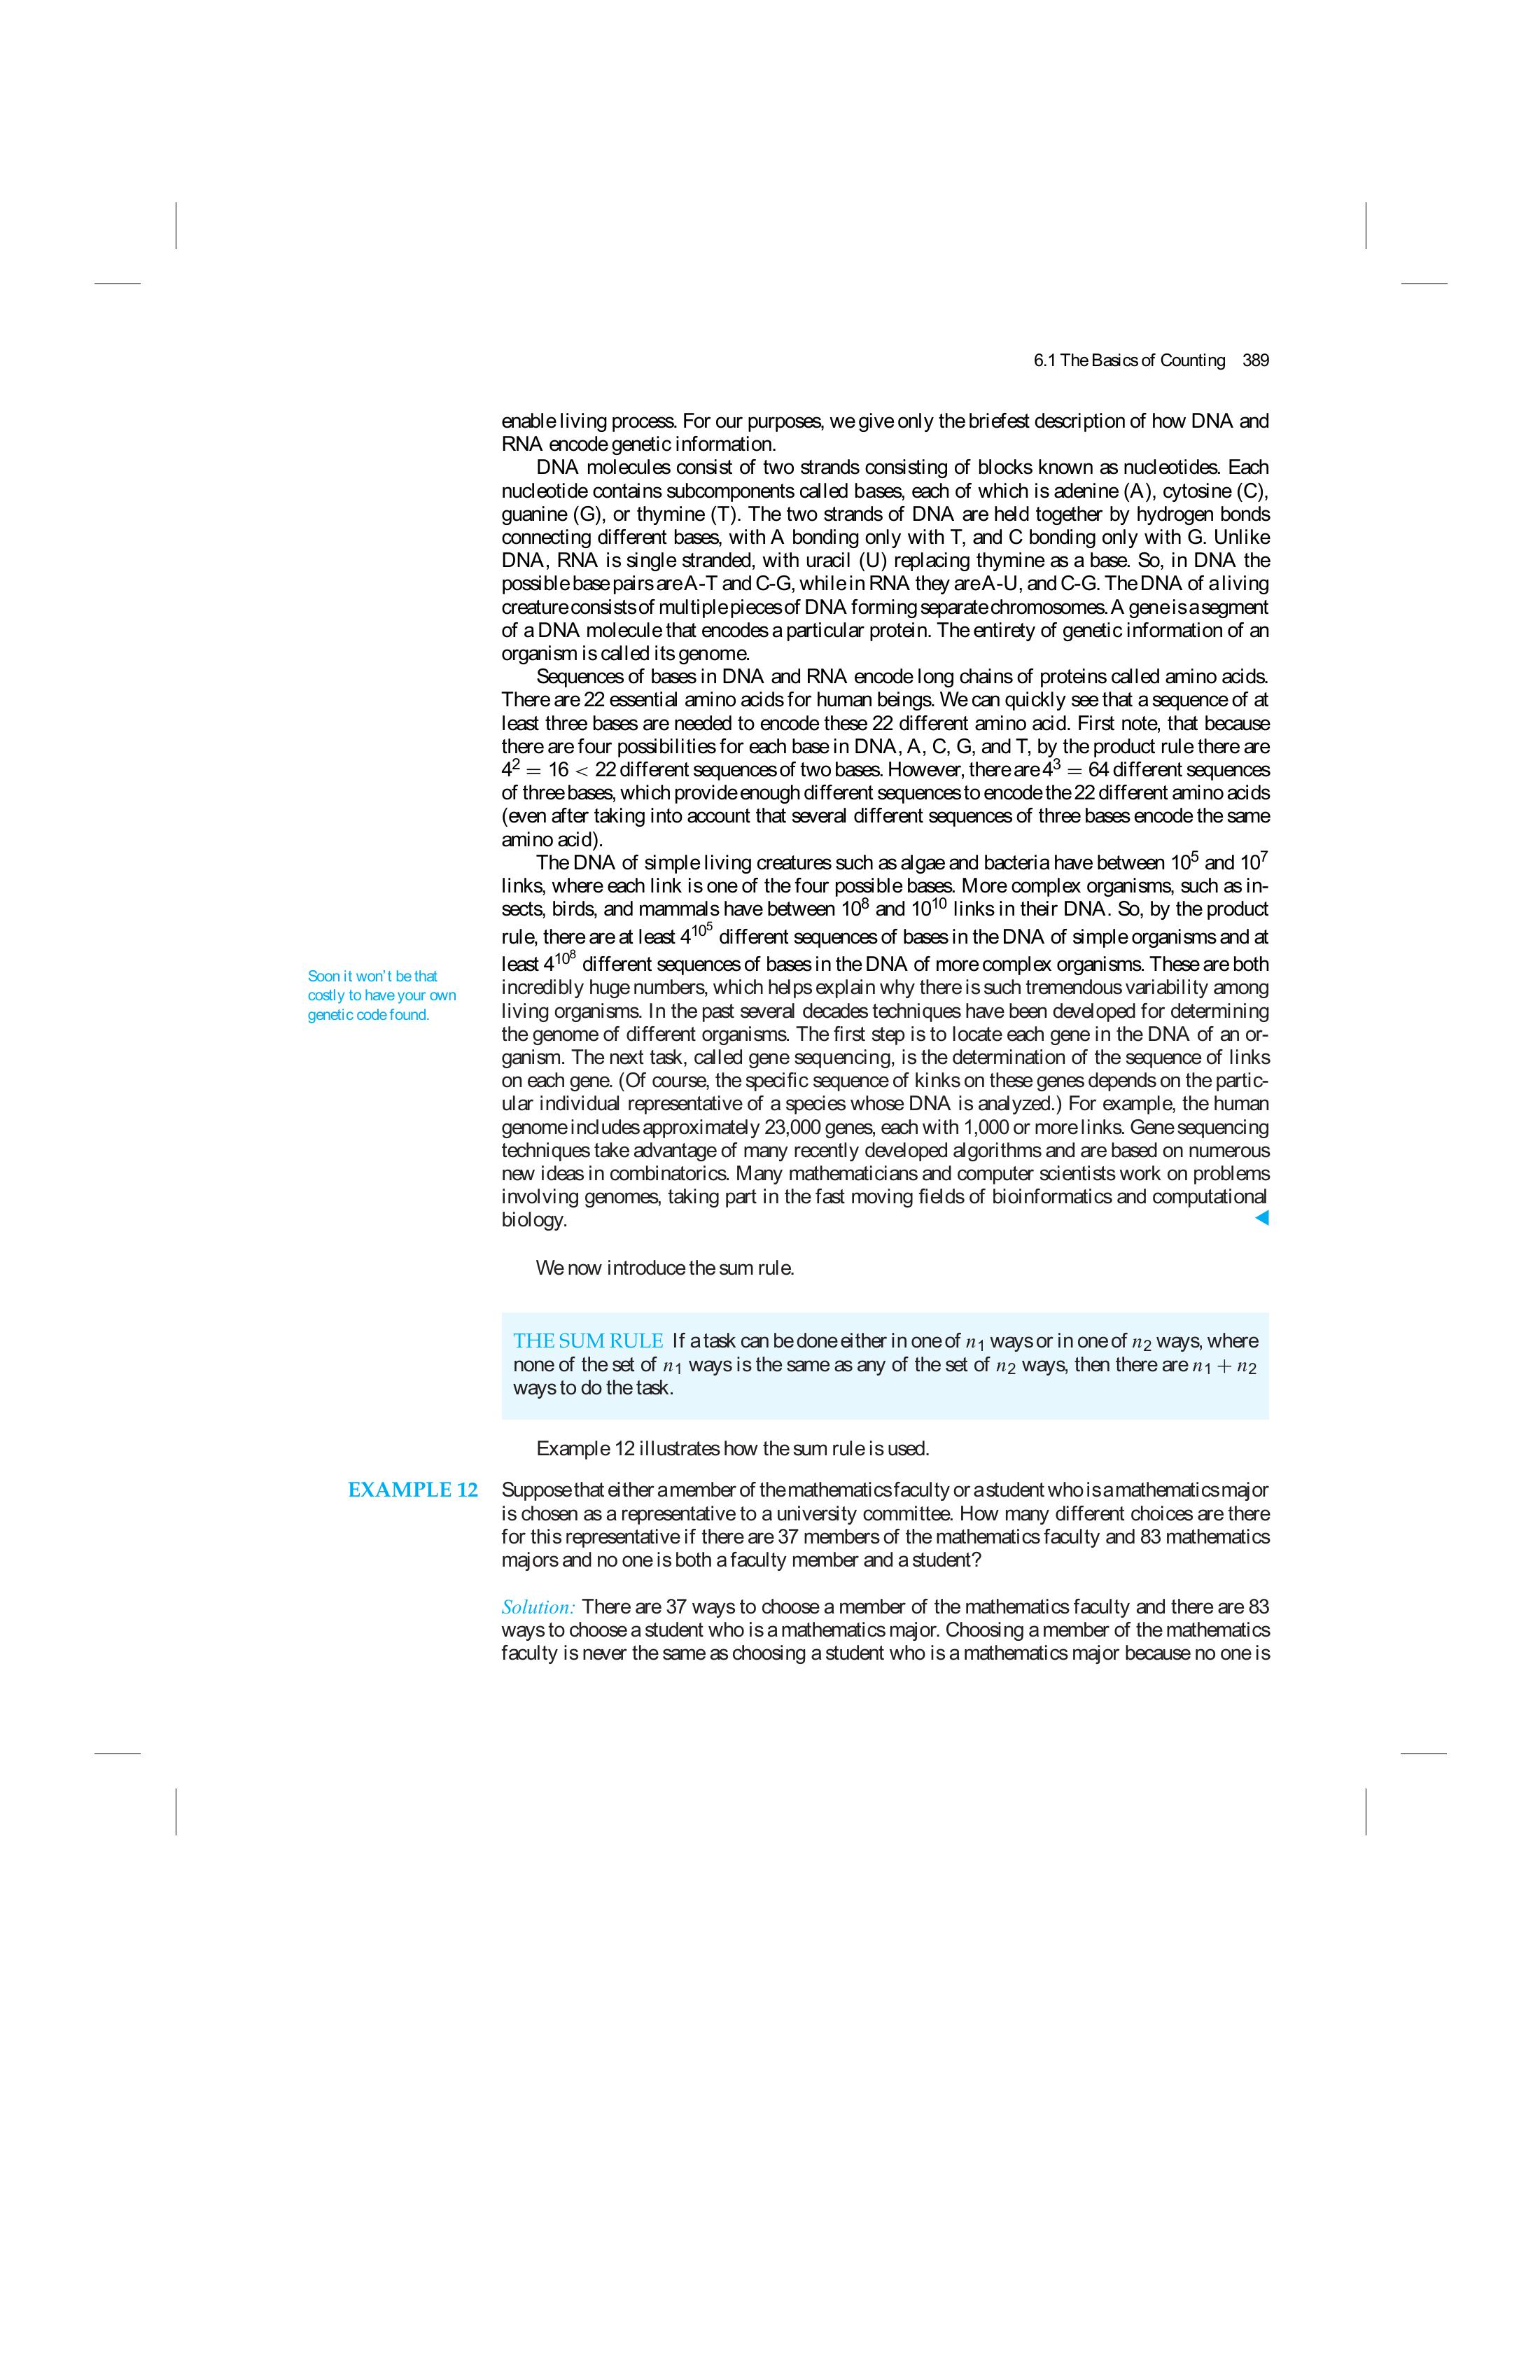 6.1 The Basics of Counting 389
enable living process. For our purposes, we give only the briefest description of how DNA and
RNA encode genetic information.
DNA molecules consist of two strands consisting of blocks known as nucleotides. Each
nucleotide contains subcomponents called bases, each of which is adenine (A), cytosine (C),
guanine (G), or thymine (T). The two strands of DNA are held together by hydrogen bonds
connecting different bases, with A bonding only with T, and C bonding only with G. Unlike
DNA, RNA is single stranded, with uracil (U) replacing thymine as a base. So, in DNA the
possible base pairs are A-T and C-G, while in RNA they are A-U, and C-G. The DNA of a living
creature consists of multiple pieces of DNA forming separate chromosomes. A gene is a segment
of a DNA molecule that encodes a particular protein. The entirety of genetic information of an
organism is called its genome.
Sequences of bases in DNA and RNA encode long chains of proteins called amino acids.
There are 22 essential amino acids for human beings. We can quickly see that a sequence of at
least three bases are needed to encode these 22 different amino acid. First note, that because
there are four possibilities for each base in DNA, A, C, G, and T, by the product rule there are
4² = 16 < 22 different sequences of two bases. However, there are 4³ = 64 different sequences
of three bases, which provide enough different sequences to encode the 22 different amino acids
(even after taking into account that several different sequences of three bases encode the same
amino acid).
The DNA of simple living creatures such as algae and bacteria have between 10⁵ and 10⁷
links, where each link is one of the four possible bases. More complex organisms, such as in-
sects, birds, and mammals have between 10⁸ and 10¹⁰ links in their DNA. So, by the product
rule, there are at least 4^10⁵ different sequences of bases in the DNA of simple organisms and at
least 4^10⁸ different sequences of bases in the DNA of more complex organisms. These are both
incredibly huge numbers, which helps explain why there is such tremendous variability among
living organisms. In the past several decades techniques have been developed for determining
the genome of different organisms. The first step is to locate each gene in the DNA of an or-
ganism. The next task, called gene sequencing, is the determination of the sequence of links
on each gene. (Of course, the specific sequence of kinks on these genes depends on the partic-
ular individual representative of a species whose DNA is analyzed.) For example, the human
genome includes approximately 23,000 genes, each with 1,000 or more links. Gene sequencing
techniques take advantage of many recently developed algorithms and are based on numerous
new ideas in combinatorics. Many mathematicians and computer scientists work on problems
involving genomes, taking part in the fast moving fields of bioinformatics and computational
biology.
Soon it won't be that
costly to have your own
genetic code found.
We now introduce the sum rule.
THE SUM RULE If a task can be done either in one of n₁ ways or in one of n₂ ways, where
none of the set of n₁ ways is the same as any of the set of n₂ ways, then there are n₁ + n₂
ways to do the task.
Example 12 illustrates how the sum rule is used.
EXAMPLE 12 Suppose that either a member of the mathematics faculty or a student who is a mathematics major
is chosen as a representative to a university committee. How many different choices are there
for this representative if there are 37 members of the mathematics faculty and 83 mathematics
majors and no one is both a faculty member and a student?
Solution: There are 37 ways to choose a member of the mathematics faculty and there are 83
ways to choose a student who is a mathematics major. Choosing a member of the mathematics
faculty is never the same as choosing a student who is a mathematics major because no one is